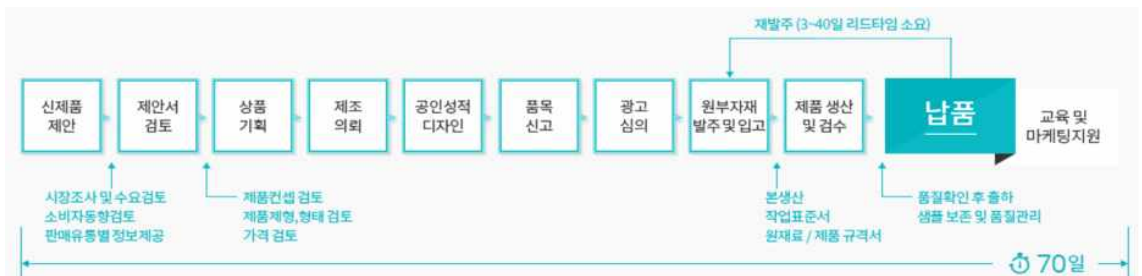 재발주 (3~40일 리드타임 소요)
신제품
제안
제안서
검토
상품
기획
제조
의뢰
공인성적
디자인
품목
신고
광고
심의
원부자재
발주 및 입고
제품 생산
및 검수
납품
교육 및
마케팅지원
시장조사 및 수요검토
소비자동향검토
판매유통별 정보제공
제품컨셉 검토
제품제형,형태 검토
가격 검토
본생산
작업표준서
원재료 / 제품 규격서
품질확인 후 출하
샘플 보존 및 품질관리
70일